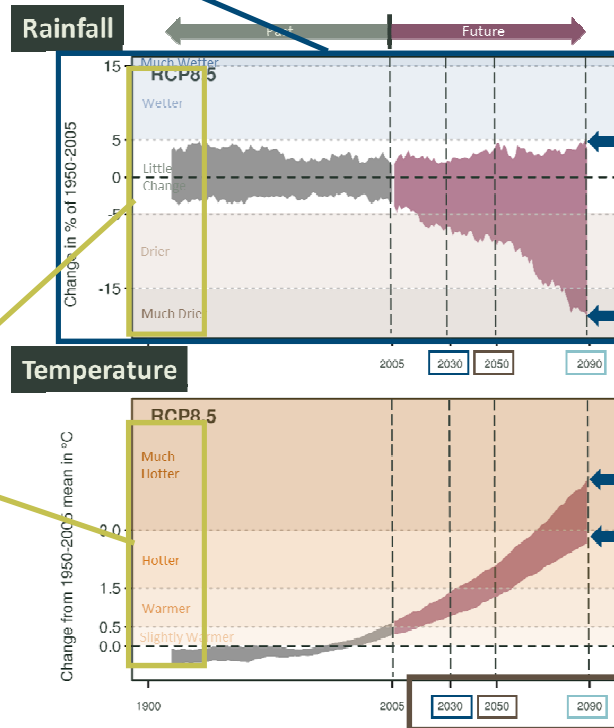 Rainfall
Past
Future
Much Wetter
15
RCP8.5
Wetter
5
Little
Change
0
-5
Drier
-15
Much Drier
Change in % of 1950-2005
2005
2030
2050
2090
Temperature
RCP8.5
Much
Hotter
2.0
Hotter
1.5
Warmer
0.5
Slightly Warmer
0.0
Change from 1950-2005 mean in °C
1900
2005
2030
2050
2090